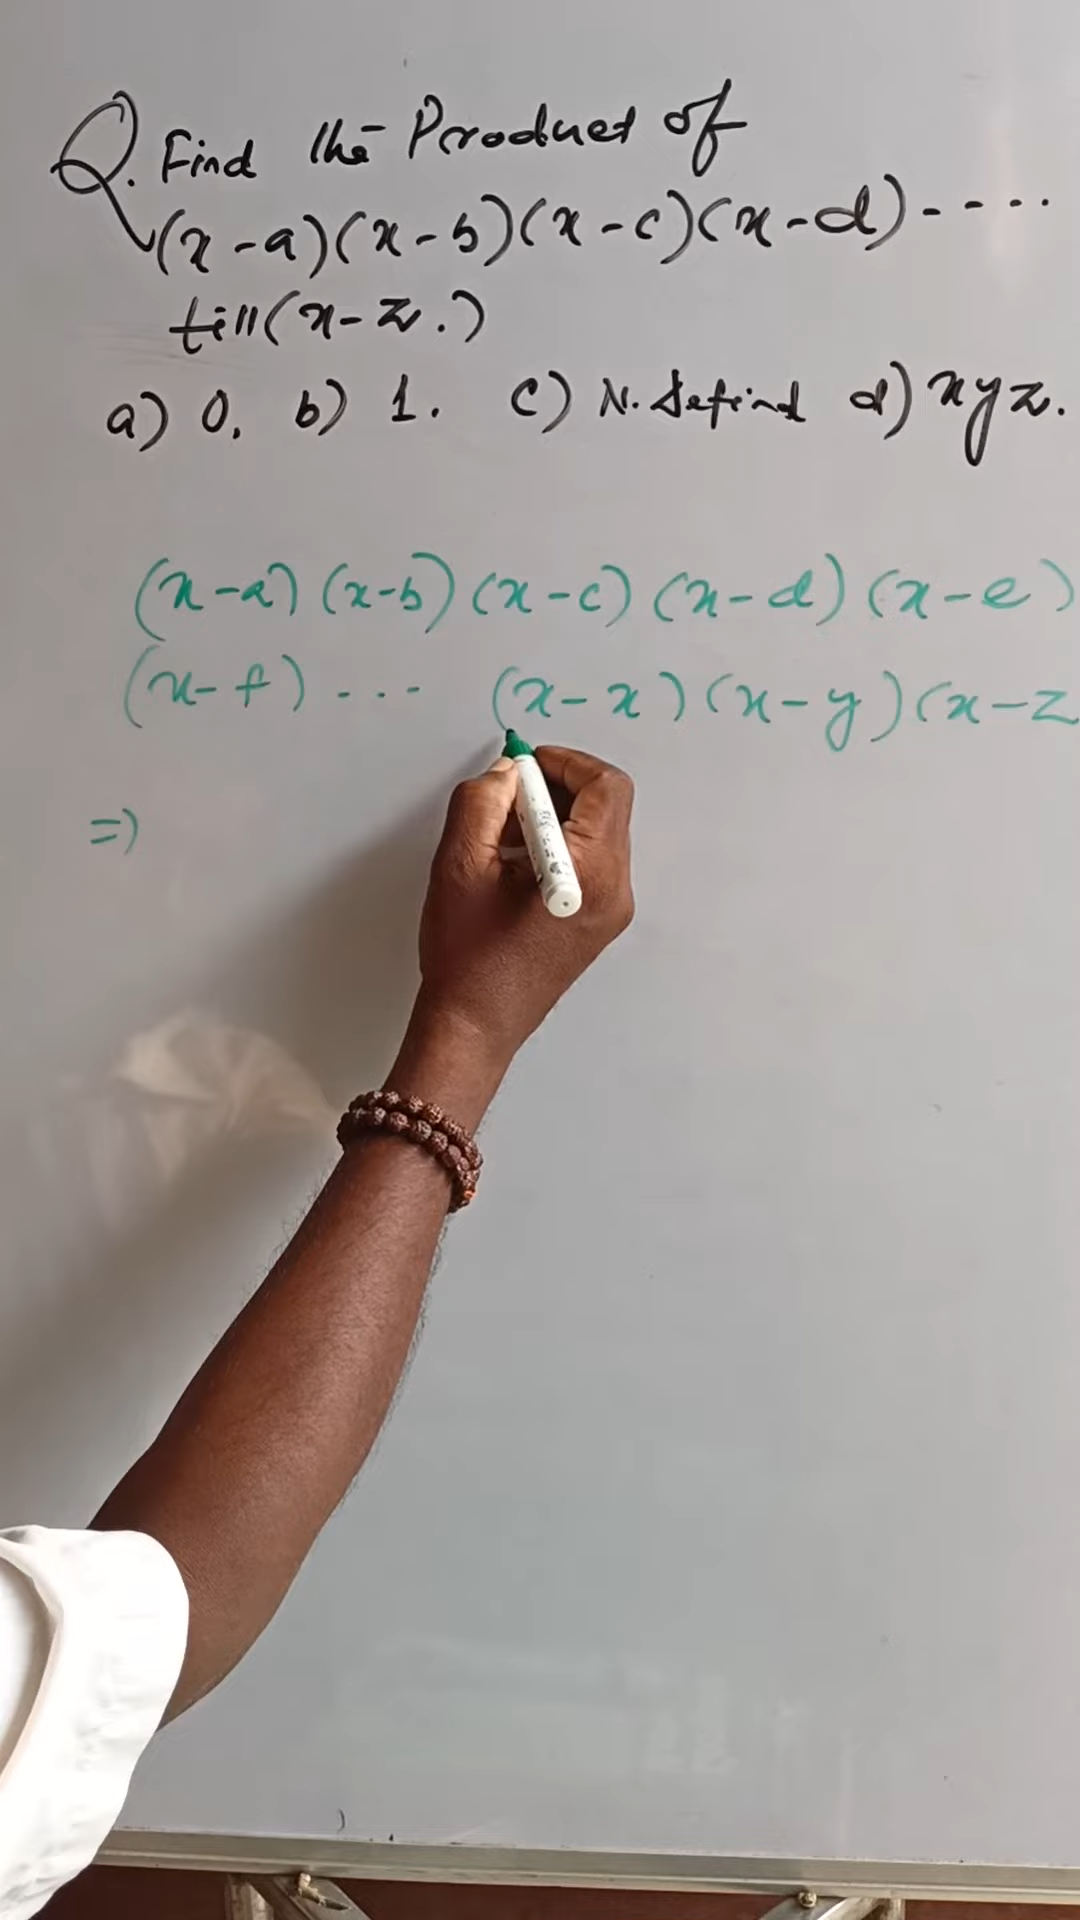 Q. Find the Product of
(x-a)(x-b)(x-c)(x-d)-----
till(x-z.)
a) 0. b) 1. c) N. defind d) xyz.
(x-a) (x-b) (x-c) (x-d) (x-e)
(x-f) ... (x-x) (x-y) (x-z
=)